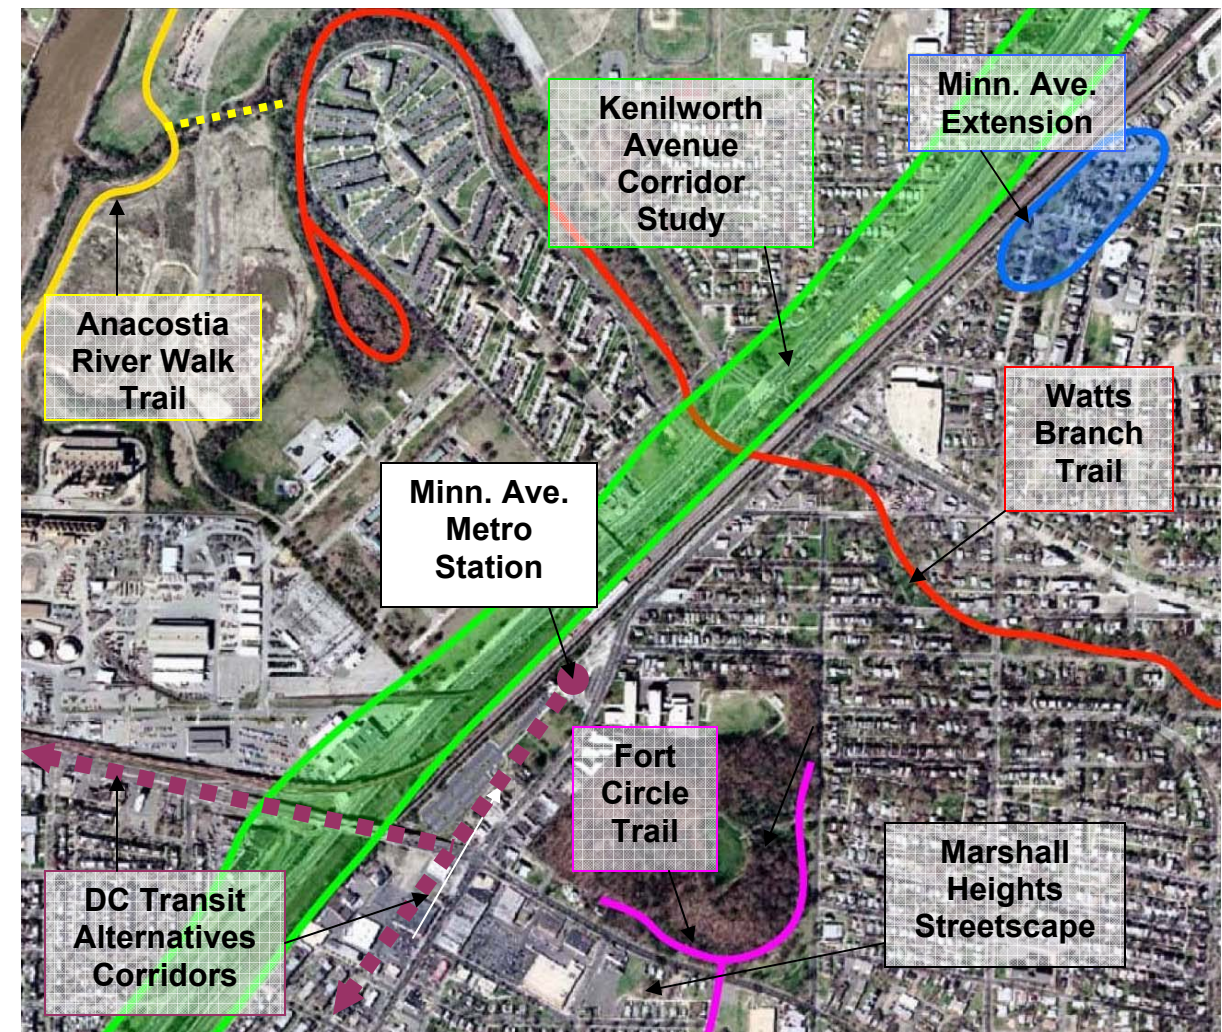 Kenilworth
Avenue
Corridor
Study
Minn. Ave.
Extension
Anacostia
River Walk
Trail
Watts
Branch
Trail
Minn. Ave.
Metro
Station
Fort
Circle
Trail
Marshall
Heights
Streetscape
DC Transit
Alternatives
Corridors